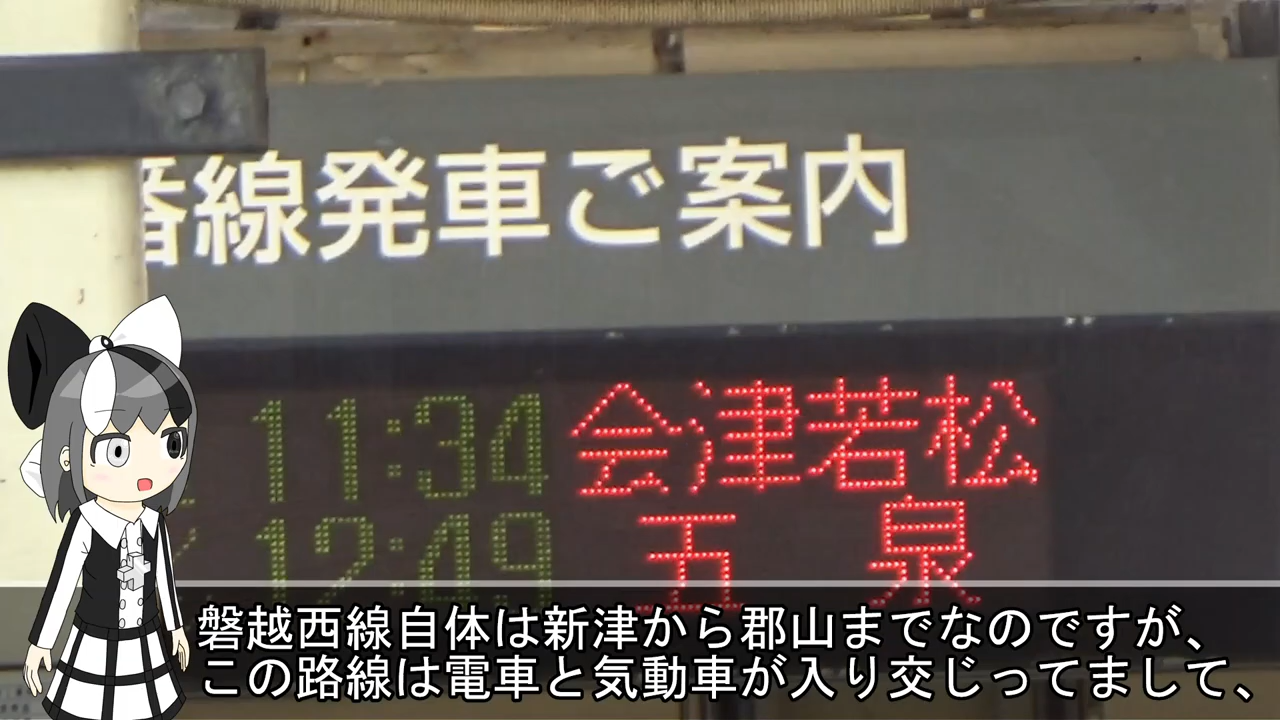 番線発車ご案内
11:34 会津若松
12:49 五泉
磐越西線自体は新津から郡山までなのですが、
この路線は電車と気動車が入り交じってまして、